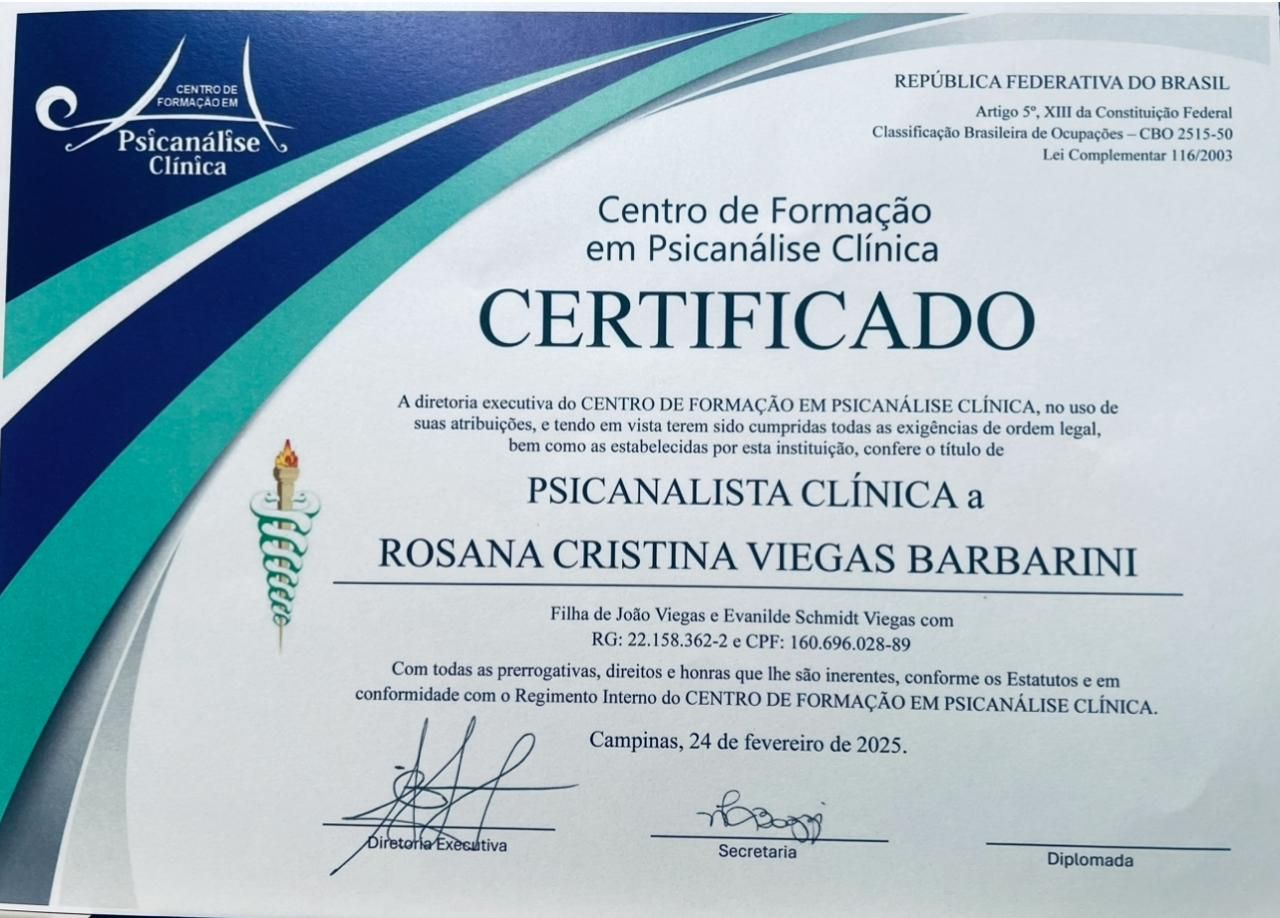 CENTRO DE
FORMAÇÃO EM
Psicanálise
Clínica
REPÚBLICA FEDERATIVA DO BRASIL
Artigo 5º, XIII da Constituição Federal
Classificação Brasileira de Ocupações – CBO 2515-50
Lei Complementar 116/2003
Centro de Formação
em Psicanálise Clínica
CERTIFICADO
A diretoria executiva do CENTRO DE FORMAÇÃO EM PSICANÁLISE CLÍNICA, no uso de
suas atribuições, e tendo em vista terem sido cumpridas todas as exigências de ordem legal,
bem como as estabelecidas por esta instituição, confere o título de
PSICANALISTA CLÍNICA a
ROSANA CRISTINA VIEGAS BARBARINI
Filha de João Viegas e Evanilde Schmidt Viegas com
RG: 22.158.362-2 e CPF: 160.696.028-89
Com todas as prerrogativas, direitos e honras que lhe são inerentes, conforme os Estatutos e em
conformidade com o Regimento Interno do CENTRO DE FORMAÇÃO EM PSICANÁLISE CLÍNICA.
Campinas, 24 de fevereiro de 2025.
Diretoria Executiva
Secretaria
Diplomada